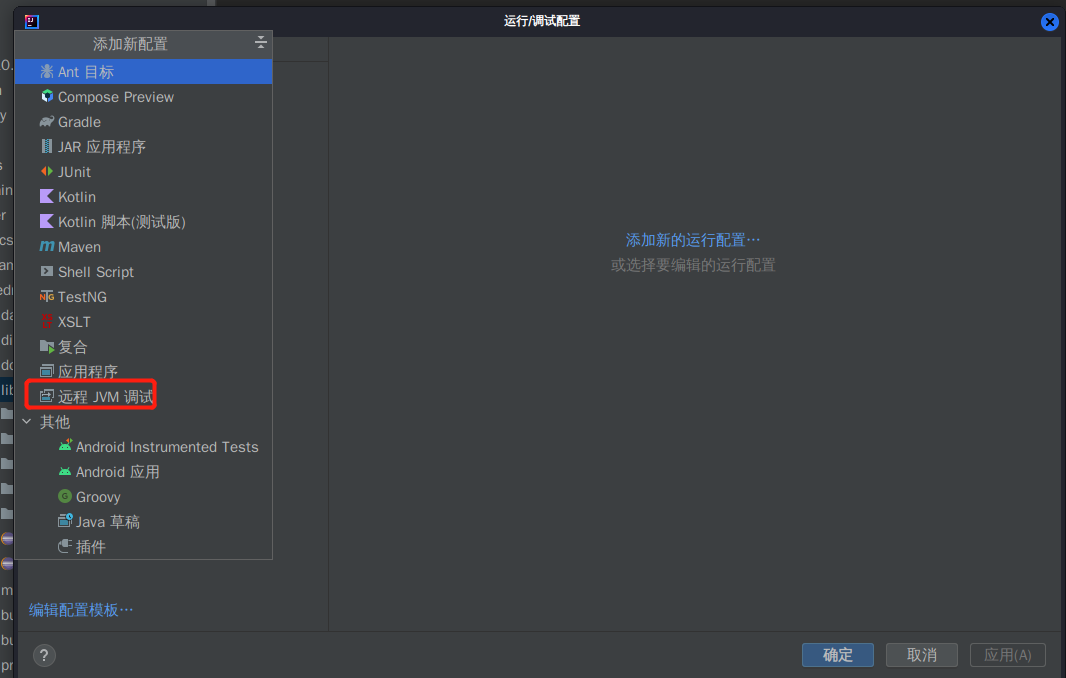 运行/调试配置
添加新配置
Ant 目标
Compose Preview
Gradle
JAR 应用程序
JUnit
Kotlin
Kotlin 脚本(测试版)
Maven
Shell Script
TestNG
XSLT
复合
应用程序
远程 JVM 调试
其他
Android Instrumented Tests
Android 应用
Groovy
Java 草稿
插件
添加新的运行配置…
或选择要编辑的运行配置
编辑配置模板…
?
确定
取消
应用(A)